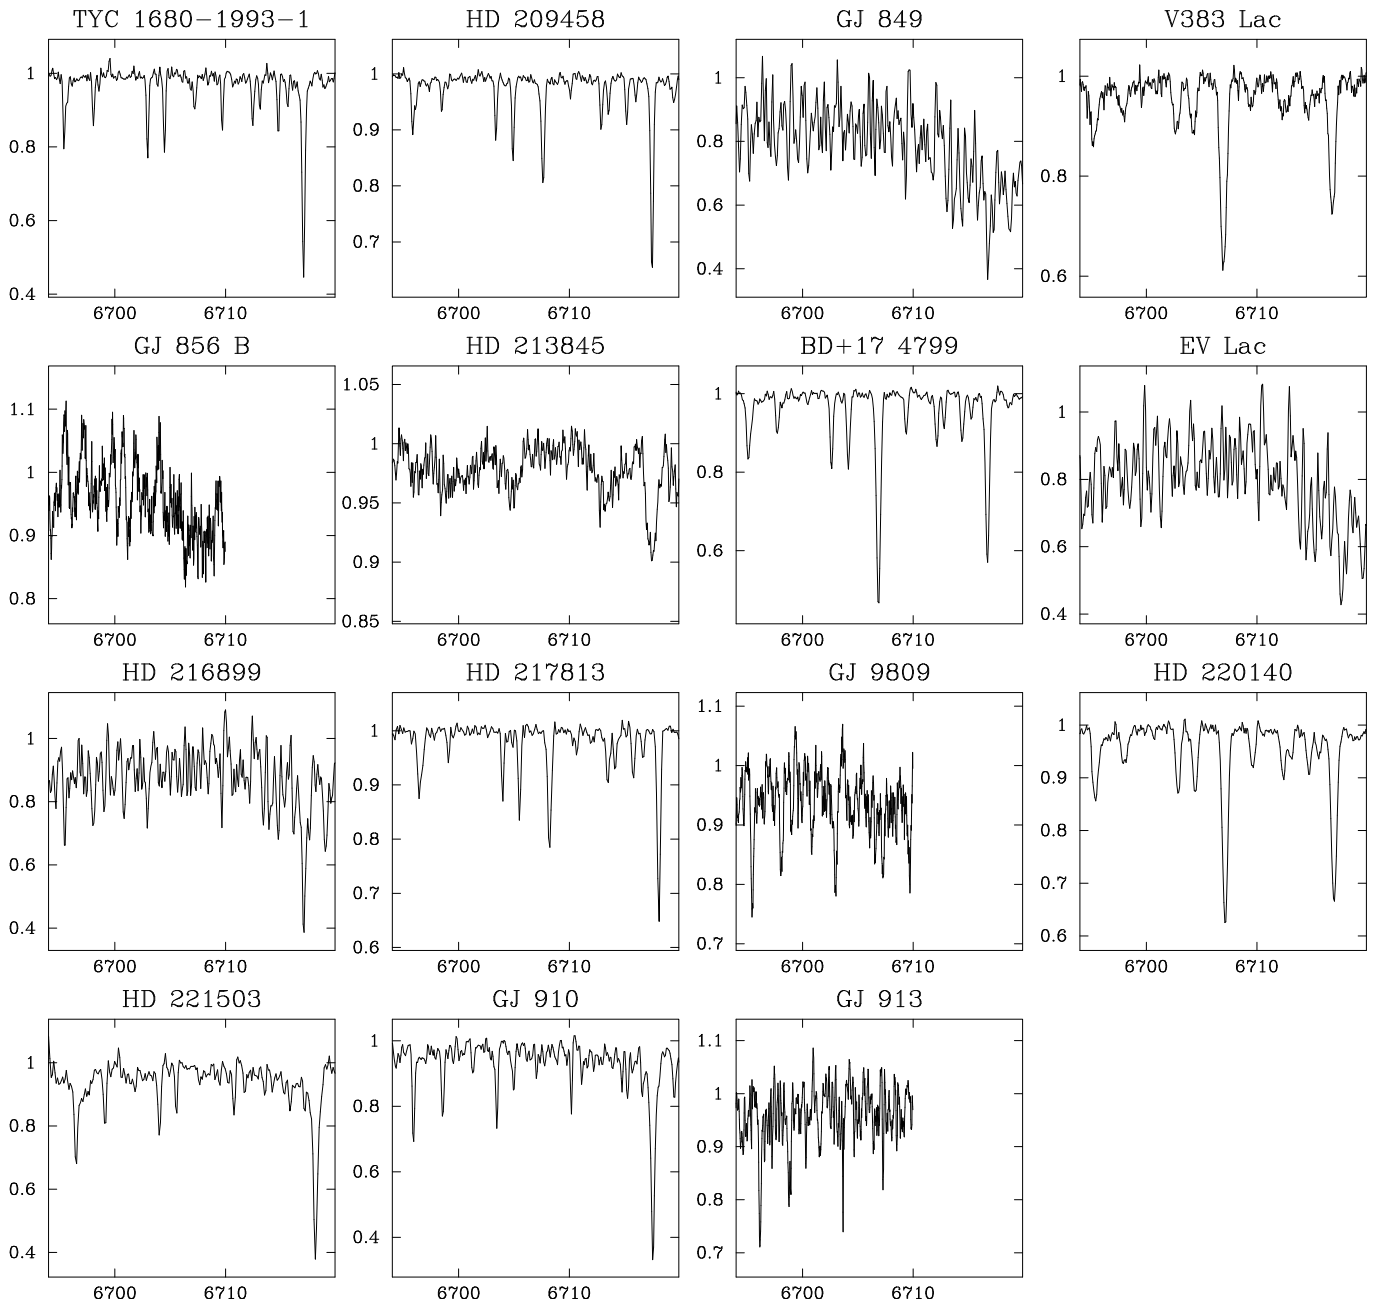 TYC 1680−1993−1 HD 209458 GJ 849 V383 Lac
1 1 1 1
0.8 0.9 0.8 0.8
0.6 0.8 0.6 0.6
0.4 0.7 0.4
6700 6710 6700 6710 6700 6710 6700 6710
GJ 856 B HD 213845 BD+17 4799 EV Lac
1.1 1.05 1 1
1 1 0.8 0.8
0.9 0.95 0.6 0.6
0.8 0.9 0.4
0.85
6700 6710 6700 6710 6700 6710 6700 6710
HD 216899 HD 217813 GJ 9809 HD 220140
1 1 1.1 1
0.8 0.9 1 0.9
0.6 0.8 0.9 0.8
0.4 0.7 0.8 0.7
0.6 0.7 0.6
6700 6710 6700 6710 6700 6710 6700 6710
HD 221503 GJ 910 GJ 913
1 1 1.1
0.8 0.8 1
0.6 0.6 0.9
0.4 0.4 0.8
0.7
6700 6710 6700 6710 6700 6710